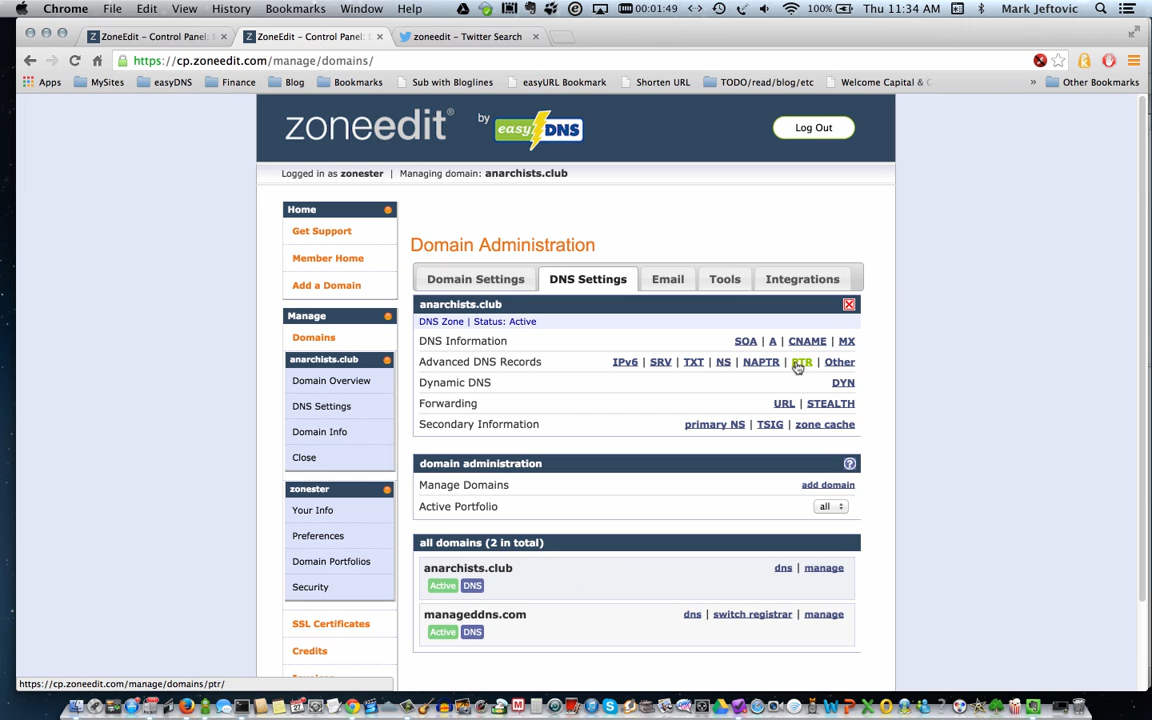 Chrome File Edit View History Bookmarks Window Help 00:01:49 100% Thu 11:34 AM Mark Jeftovic
ZoneEdit – Control Panel: ZoneEdit – Control Panel: zoneedit – Twitter Search
https://cp.zoneedit.com/manage/domains/
Apps MySites easyDNS Finance Blog Bookmarks Sub with Bloglines easyURL Bookmark Shorten URL TODO/read/blog/etc Welcome Capital & Other Bookmarks
zoneedit® by easyDNS Log Out
Logged in as zonester | Managing domain: anarchists.club
Home
Get Support
Member Home
Add a Domain
Manage
Domains
anarchists.club
Domain Overview
DNS Settings
Domain Info
Close
zonester
Your Info
Preferences
Domain Portfolios
Security
SSL Certificates
Credits
Domain Administration
Domain Settings DNS Settings Email Tools Integrations
anarchists.club
DNS Zone | Status: Active
DNS Information SOA | A | CNAME | MX
Advanced DNS Records IPv6 | SRV | TXT | NS | NAPTR | PTR | Other
Dynamic DNS DYN
Forwarding URL | STEALTH
Secondary Information primary NS | TSIG | zone cache
domain administration ?
Manage Domains add domain
Active Portfolio all
all domains (2 in total)
anarchists.club dns | manage
Active DNS
manageddns.com dns | switch registrar | manage
Active DNS
https://cp.zoneedit.com/manage/domains/ptr/